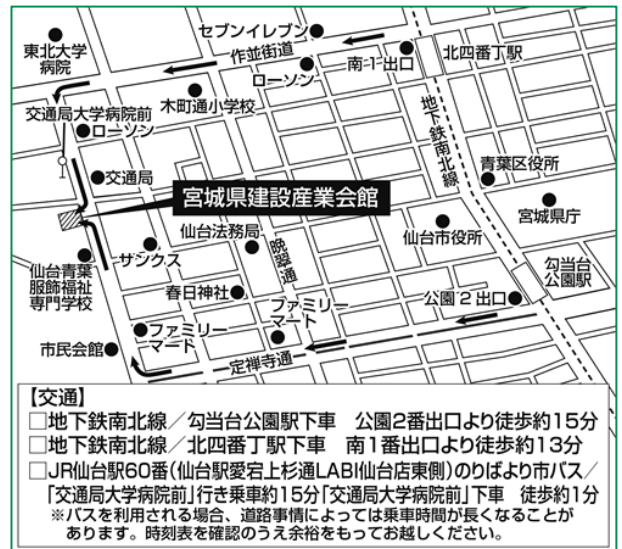 セブンイレブン
東北大学
病院
作並街道
南1出口
北四番丁駅
ローソン
木町通小学校
交通局大学病院前
ローソン
地下鉄南北線
交通局
青葉区役所
宮城県建設産業会館
宮城県庁
仙台法務局
晩翠通
仙台市役所
サンクス
勾当台
公園駅
仙台青葉
服飾福祉
専門学校
春日神社
公園2出口
ファミリー
マート
ファミリー
マート
市民会館
定禅寺通
【交通】
□地下鉄南北線／勾当台公園駅下車　公園2番出口より徒歩約15分
□地下鉄南北線／北四番丁駅下車　南1番出口より徒歩約13分
□JR仙台駅60番(仙台駅愛宕上杉通LABI仙台店東側)のりばより市バス／
「交通局大学病院前」行き乗車約15分「交通局大学病院前」下車　徒歩約1分
※バスを利用される場合、道路事情によっては乗車時間が長くなることが
あります。時刻表を確認のうえ余裕をもってお越しください。